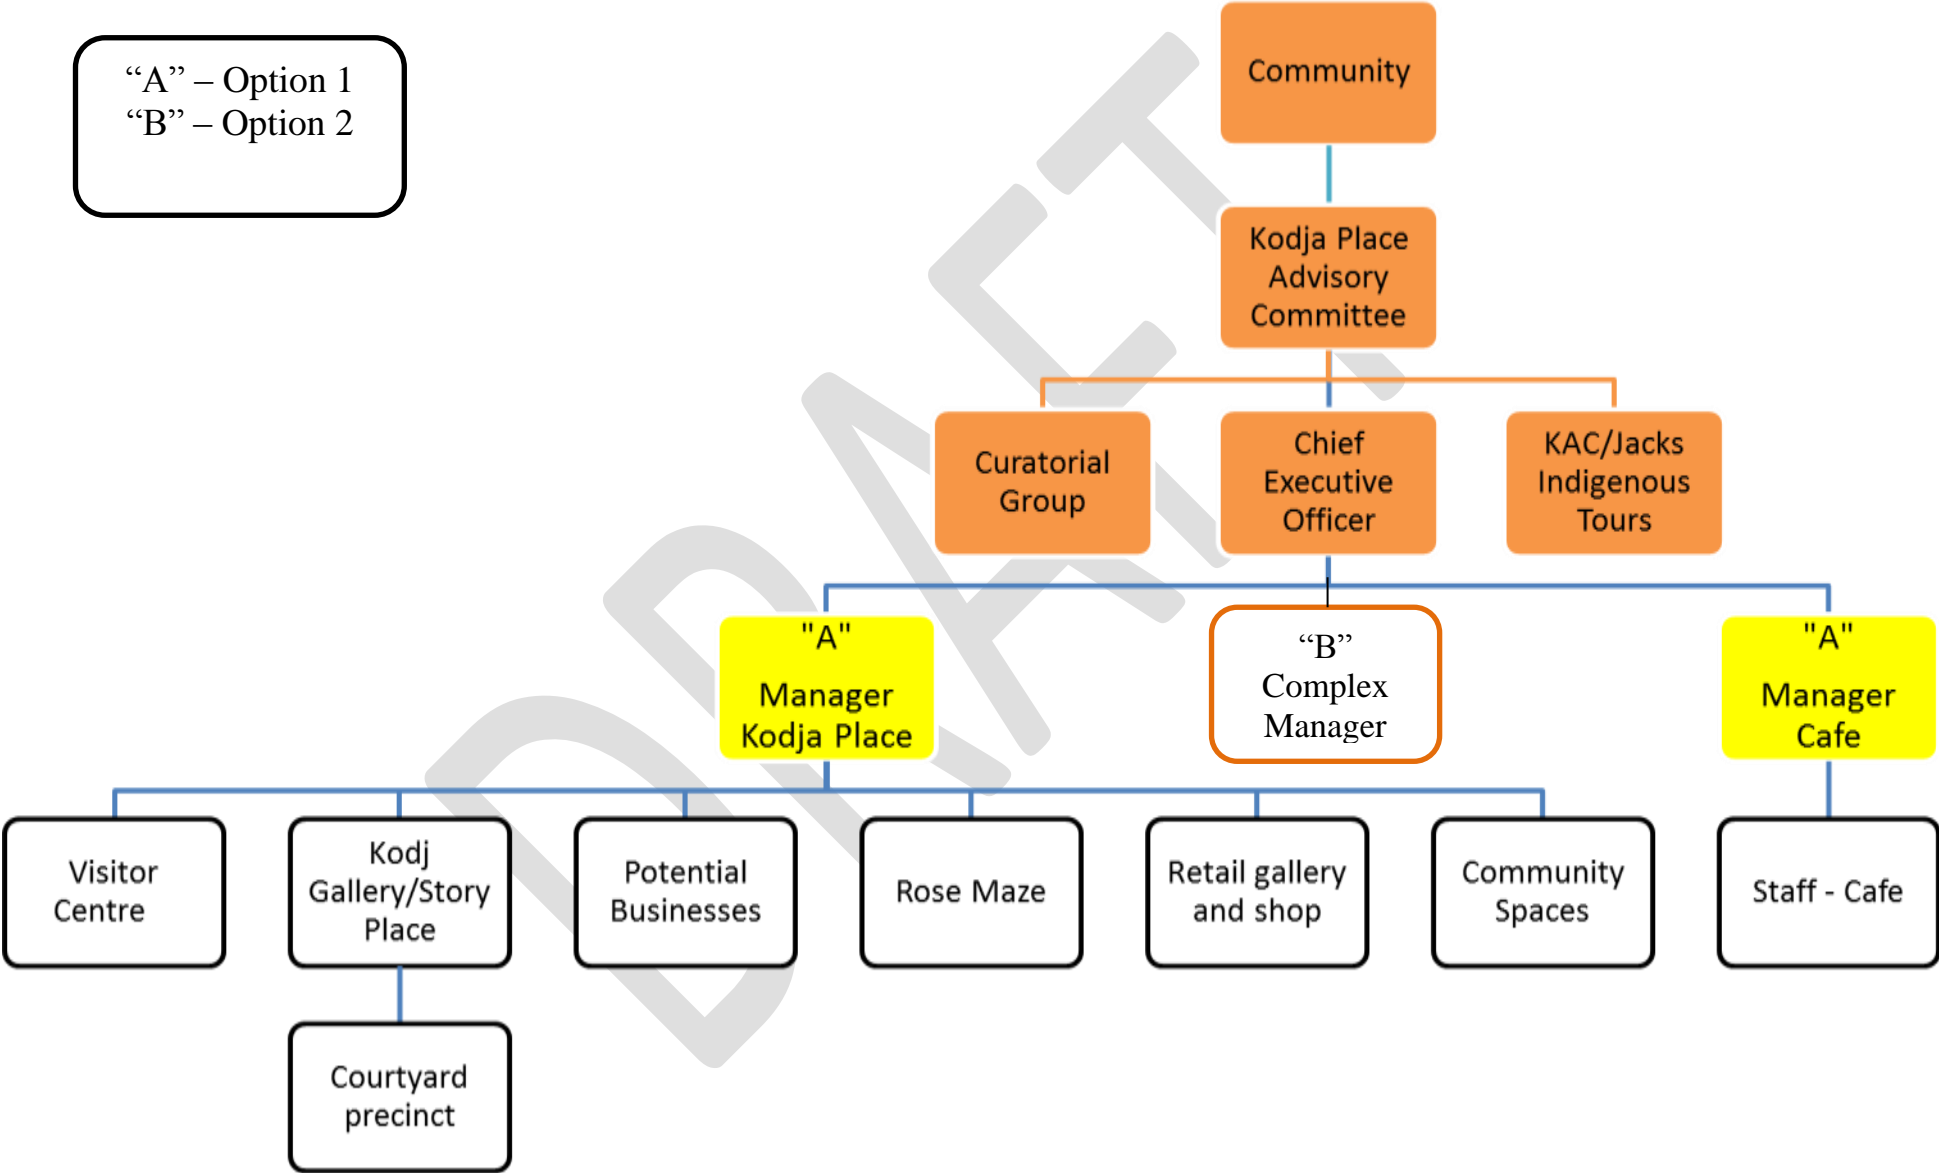 “A” – Option 1
“B” – Option 2
Community
Kodja Place
Advisory
Committee
Curatorial
Group
Chief
Executive
Officer
KAC/Jacks
Indigenous
Tours
"A"
Manager
Kodja Place
“B”
Complex
Manager
"A"
Manager
Cafe
Visitor
Centre
Kodj
Gallery/Story
Place
Potential
Businesses
Rose Maze
Retail gallery
and shop
Community
Spaces
Staff - Cafe
Courtyard
precinct
DRAFT